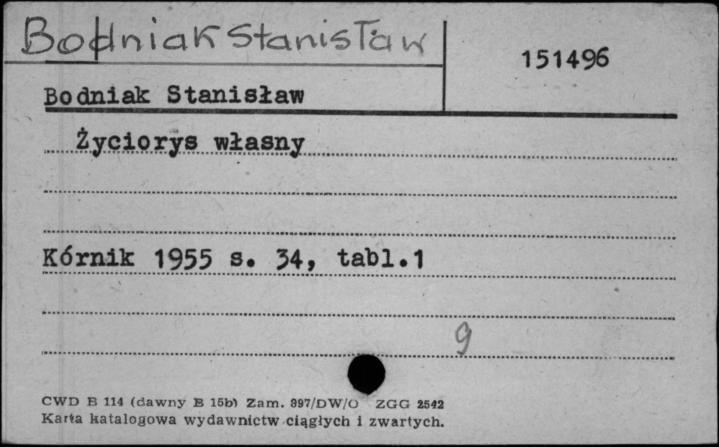 Bodniak Stanisław
151496
Bodniak Stanisław
Życiorys własny
Kórnik 1955 s. 34, tabl.1
9
CWD B 114 (dawny B 15b) Zam. 897/DW/O ZGG 2542
Karta katalogowa wydawnictw ciągłych i zwartych.